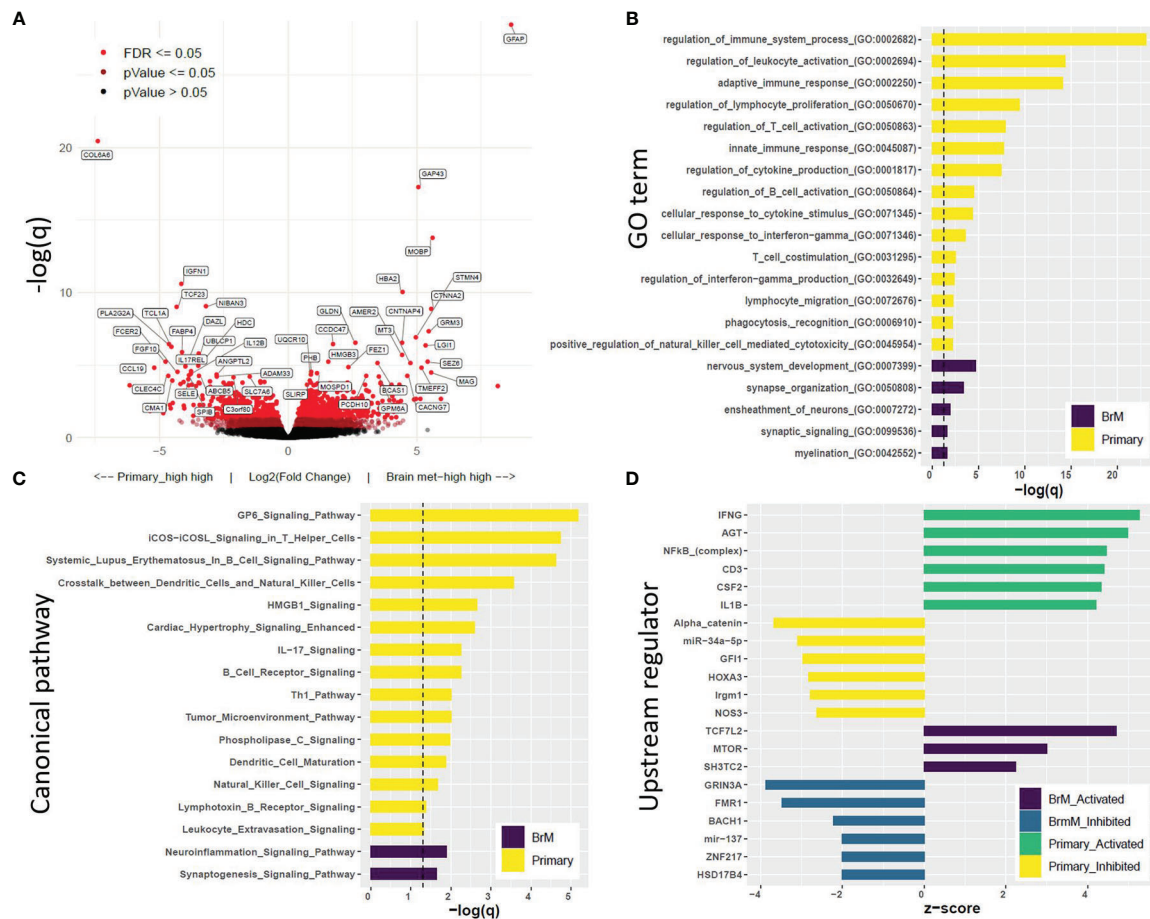 A
FDR <= 0.05
pValue <= 0.05
pValue > 0.05
GFAP
COL6A6
GAP43
MOBP
IGFN1
TCF23
NIBAN3
PLA2G2A
TCL1A
DAZL
FCER2
FABP4
HDC
UBLCP1
FGF10
IL12B
IL17REL
CCL19
ANGPTL2
CLEC4C
ADAM33
ABCB5
SELE
SLC7A6
CMA1
SPIB
C3orf80
UQCR10
PHB
SLIRP
HBA2
STMN4
CTNNA2
GLDN
AMER2
CNTNAP4
CCDC47
MT3
GRM3
HMGB3
FEZ1
LGI1
SEZ6
MOSPD1
BCAS1
MAG
TMEFF2
PCDH10
GPM6A
CACNG7
-log(q)
20
10
0
-5
0
5
<-- Primary_high high | Log2(Fold Change) | Brain met-high high -->
B
GO term
regulation_of_immune_system_process_(GO:0002682)
regulation_of_leukocyte_activation_(GO:0002694)
adaptive_immune_response_(GO:0002250)
regulation_of_lymphocyte_proliferation_(GO:0050670)
regulation_of_T_cell_activation_(GO:0050863)
innate_immune_response_(GO:0045087)
regulation_of_cytokine_production_(GO:0001817)
regulation_of_B_cell_activation_(GO:0050864)
cellular_response_to_cytokine_stimulus_(GO:0071345)
cellular_response_to_interferon-gamma_(GO:0071346)
T_cell_costimulation_(GO:0031295)
regulation_of_interferon-gamma_production_(GO:0032649)
lymphocyte_migration_(GO:0072676)
phagocytosis_recognition_(GO:0006910)
positive_regulation_of_natural_killer_cell_mediated_cytotoxicity_(GO:0045954)
nervous_system_development_(GO:0007399)
synapse_organization_(GO:0050808)
ensheathment_of_neurons_(GO:0007272)
synaptic_signaling_(GO:099536)
myelination_(GO:0042552)
BrM
Primary
0 5 10 15 20
-log(q)
C
Canonical pathway
GP6_Signaling_Pathway
iCOS-iCOSL_Signaling_in_T_Helper_Cells
Systemic_Lupus_Erythematosus_In_B_Cell_Signaling_Pathway
Crosstalk_between_Dendritic_Cells_and_Natural_Killer_Cells
HMGB1_Signaling
Cardiac_Hypertrophy_Signaling_Enhanced
IL-17_Signaling
B_Cell_Receptor_Signaling
Th1_Pathway
Tumor_Microenvironment_Pathway
Phospholipase_C_Signaling
Dendritic_Cell_Maturation
Natural_Killer_Cell_Signaling
Lymphotoxin_B_Receptor_Signaling
Leukocyte_Extravasation_Signaling
Neuroinflammation_Signaling_Pathway
Synaptogenesis_Signaling_Pathway
BrM
Primary
0 1 2 3 4 5
-log(q)
D
Upstream regulator
IFNG
AGT
NFkB_(complex)
CD3
CSF2
IL1B
Alpha_catenin
miR-34a-5p
GFI1
HOXA3
Irgm1
NOS3
TCF7L2
MTOR
SH3TC2
GRIN3A
FMR1
BACH1
mir-137
ZNF217
HSD17B4
BrM_Activated
BrmM_Inhibited
Primary_Activated
Primary_Inhibited
-4 -2 0 2 4
z-score